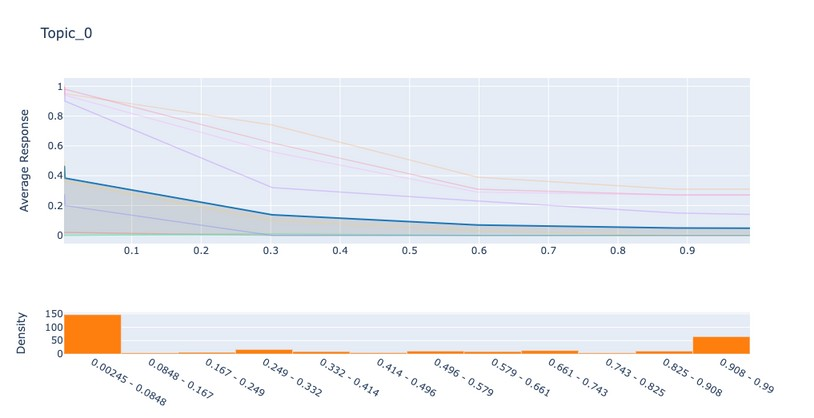 Topic_0
Average Response
1
0.8
0.6
0.4
0.2
0
0.1 0.2 0.3 0.4 0.5 0.6 0.7 0.8 0.9
Density
150
100
50
0
0.00245 - 0.0848
0.0848 - 0.167
0.167 - 0.249
0.249 - 0.332
0.332 - 0.414
0.414 - 0.496
0.496 - 0.579
0.579 - 0.661
0.661 - 0.743
0.743 - 0.825
0.825 - 0.908
0.908 - 0.99